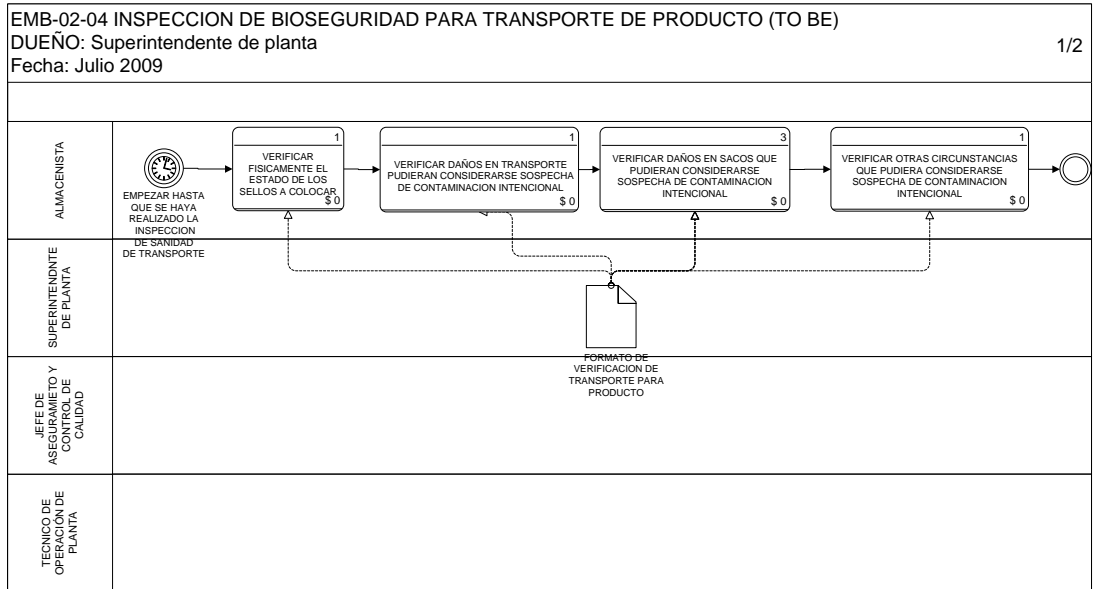 EMB-02-04 INSPECCION DE BIOSEGURIDAD PARA TRANSPORTE DE PRODUCTO (TO BE)
DUEÑO: Superintendente de planta
1/2
Fecha: Julio 2009
ALMACENISTA
EMPEZAR HASTA
QUE SE HAYA
REALIZADO LA
INSPECCION
DE SANIDAD
DE TRANSPORTE
1
VERIFICAR
FISICAMENTE EL
ESTADO DE LOS
SELLOS A COLOCAR
$ 0
1
VERIFICAR DAÑOS EN TRANSPORTE
PUDIERAN CONSIDERARSE SOSPECHA
DE CONTAMINACION INTENCIONAL
$ 0
3
VERIFICAR DAÑOS EN SACOS QUE
PUDIERAN CONSIDERARSE
SOSPECHA DE CONTAMINACION
INTENCIONAL
$ 0
1
VERIFICAR OTRAS CIRCUNSTANCIAS
QUE PUDIERA CONSIDERARSE
SOSPECHA DE CONTAMINACION
INTENCIONAL
$ 0
SUPERINTENDNTE
DE PLANTA
FORMATO DE
VERIFICACION DE
TRANSPORTE PARA
PRODUCTO
JEFE DE
ASEGURAMIETO Y
CONTROL DE
CALIDAD
TECNICO DE
OPERACIÓN DE
PLANTA